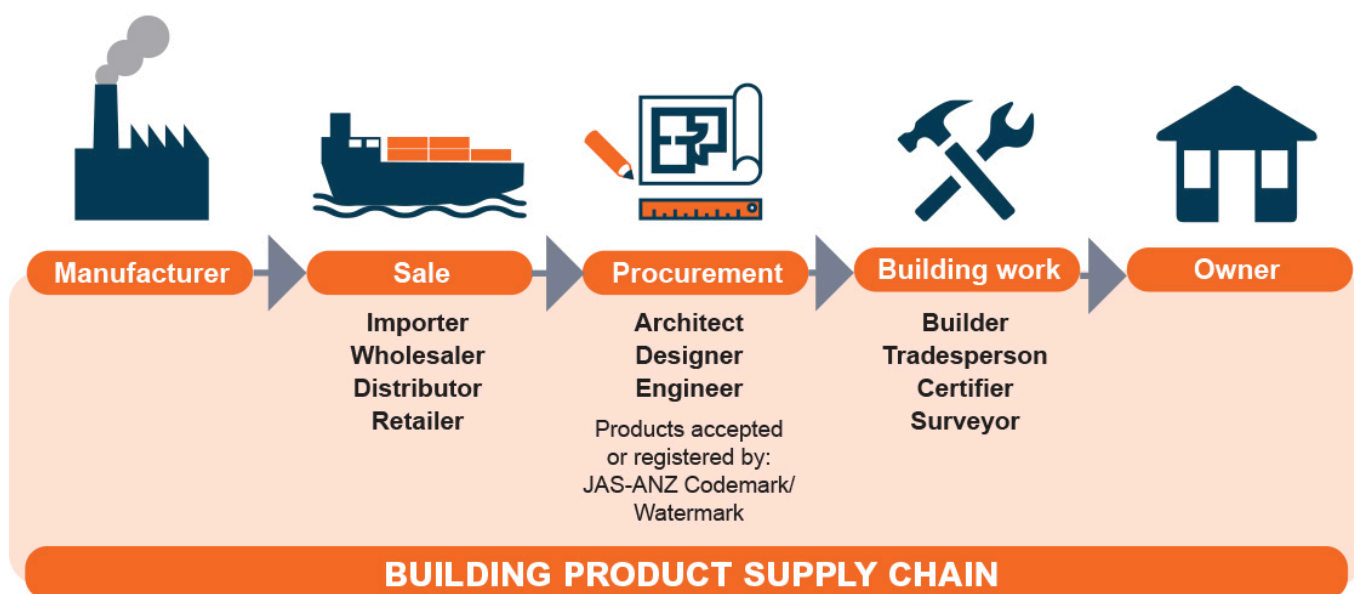 Manufacturer
Sale
Procurement
Building work
Owner
Importer
Wholesaler
Distributor
Retailer
Architect
Designer
Engineer
Products accepted
or registered by:
JAS-ANZ Codemark/
Watermark
Builder
Tradesperson
Certifier
Surveyor
BUILDING PRODUCT SUPPLY CHAIN